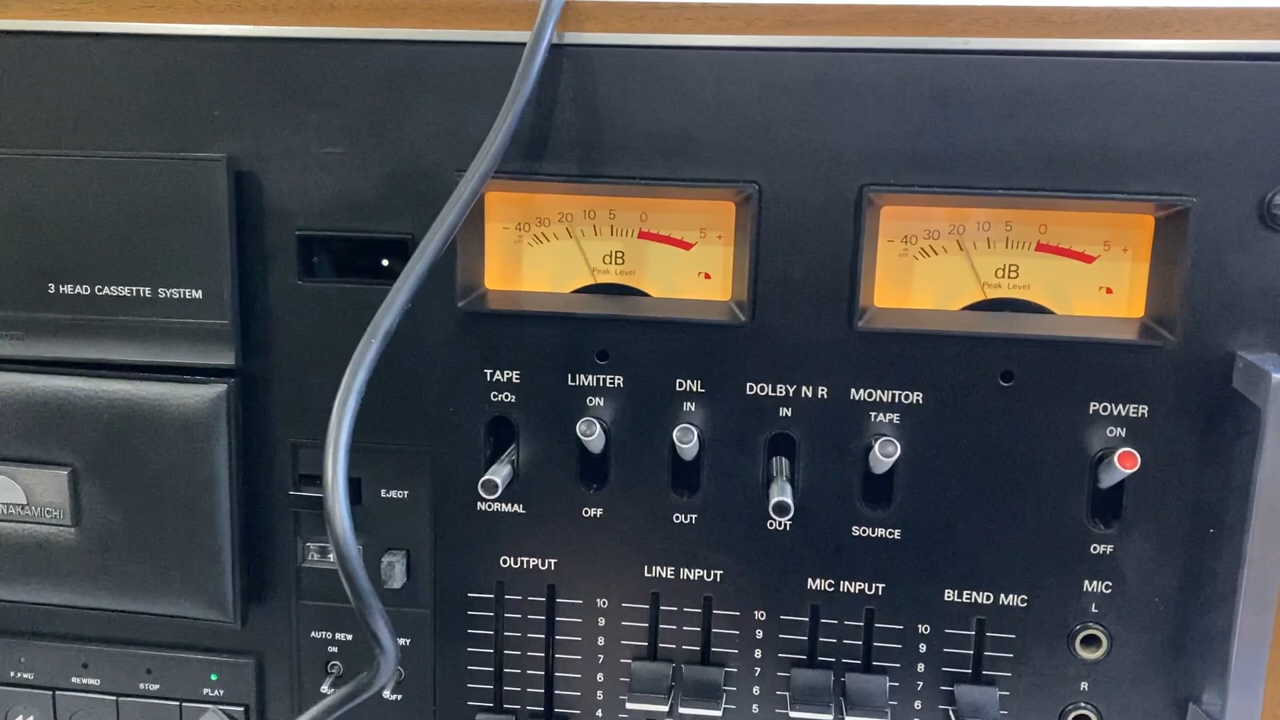 3 HEAD CASSETTE SYSTEM
NAKAMICHI
F.FWD
REWIND
STOP
PLAY
EJECT
AUTO REW
ON
- 40 30 20 10 5 0 5 +
dB
Peak Level
- 40 30 20 10 5 0 5 +
dB
Peak Level
TAPE
CrO₂
NORMAL
LIMITER
ON
OFF
DNL
IN
OUT
DOLBY N R
IN
OUT
MONITOR
TAPE
SOURCE
POWER
ON
OFF
OUTPUT
LINE INPUT
MIC INPUT
BLEND MIC
MIC
L
R
10
9
8
7
6
5
4
10
9
8
7
6
5
10
9
8
7
6